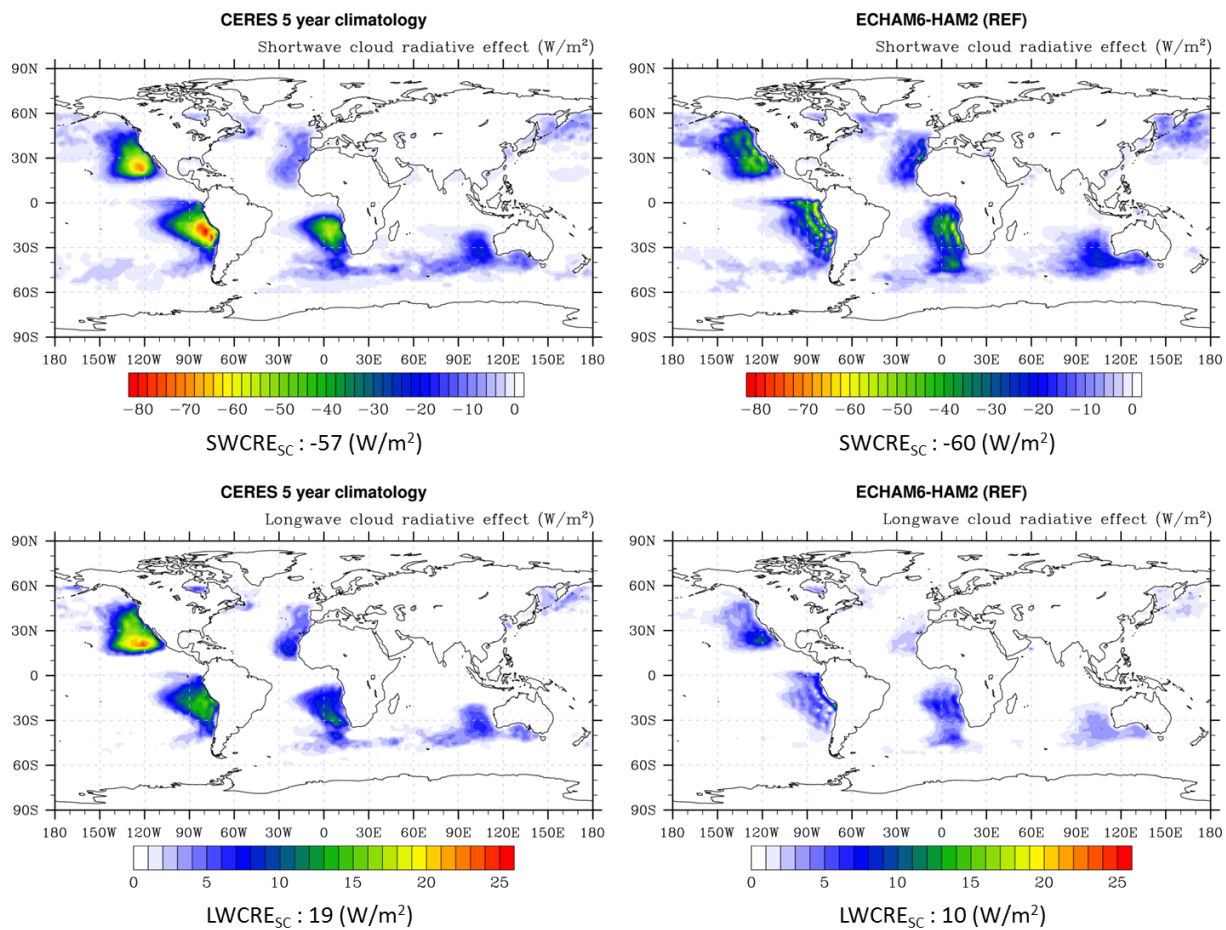 CERES 5 year climatology
Shortwave cloud radiative effect (W/m²)
90N
60N
30N
0
30S
60S
90S
180 150W 120W 90W 60W 30W 0 30E 60E 90E 120E 150E 180
−80 −70 −60 −50 −40 −30 −20 −10 0
SWCRE_SC : -57 (W/m²)
ECHAM6-HAM2 (REF)
Shortwave cloud radiative effect (W/m²)
90N
60N
30N
0
30S
60S
90S
180 150W 120W 90W 60W 30W 0 30E 60E 90E 120E 150E 180
−80 −70 −60 −50 −40 −30 −20 −10 0
SWCRE_SC : -60 (W/m²)
CERES 5 year climatology
Longwave cloud radiative effect (W/m²)
90N
60N
30N
0
30S
60S
90S
180 150W 120W 90W 60W 30W 0 30E 60E 90E 120E 150E 180
0 5 10 15 20 25
LWCRE_SC : 19 (W/m²)
ECHAM6-HAM2 (REF)
Longwave cloud radiative effect (W/m²)
90N
60N
30N
0
30S
60S
90S
180 150W 120W 90W 60W 30W 0 30E 60E 90E 120E 150E 180
0 5 10 15 20 25
LWCRE_SC : 10 (W/m²)